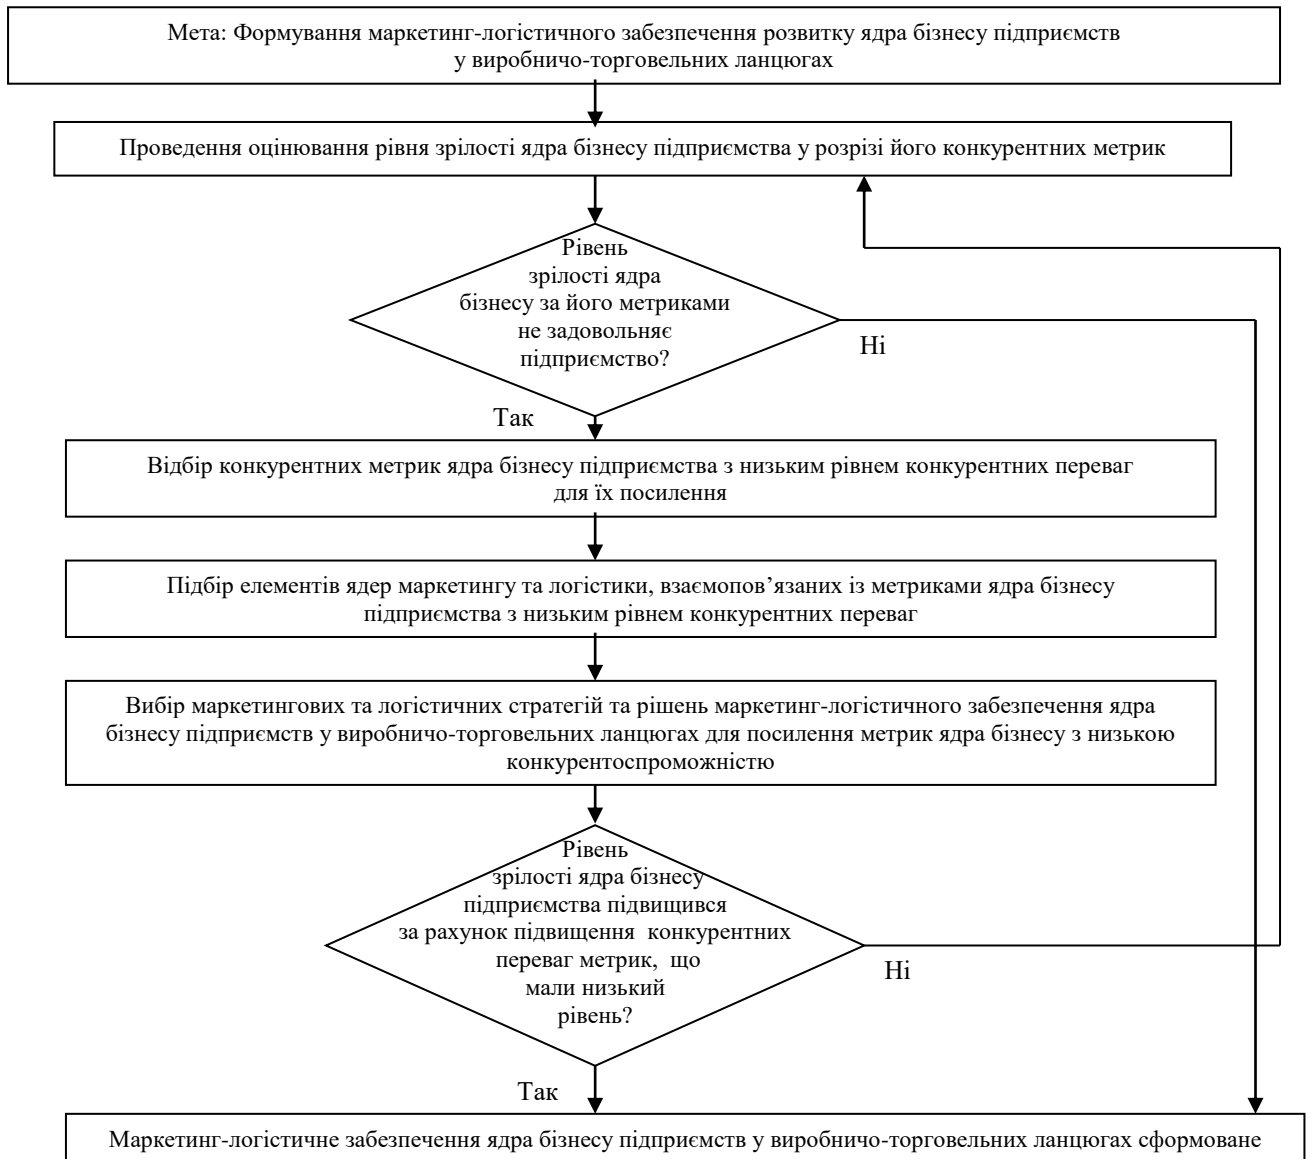 Мета: Формування маркетинг-логістичного забезпечення розвитку ядра бізнесу підприємств
у виробничо-торговельних ланцюгах
Проведення оцінювання рівня зрілості ядра бізнесу підприємства у розрізі його конкурентних метрик
Рівень
зрілості ядра
бізнесу за його метриками
не задовольняє
підприємство?
Ні
Так
Відбір конкурентних метрик ядра бізнесу підприємства з низьким рівнем конкурентних переваг
для їх посилення
Підбір елементів ядер маркетингу та логістики, взаємопов’язаних із метриками ядра бізнесу
підприємства з низьким рівнем конкурентних переваг
Вибір маркетингових та логістичних стратегій та рішень маркетинг-логістичного забезпечення ядра
бізнесу підприємств у виробничо-торговельних ланцюгах для посилення метрик ядра бізнесу з низькою
конкурентоспроможністю
Рівень
зрілості ядра бізнесу
підприємства підвищився
за рахунок підвищення конкурентних
переваг метрик, що
мали низький
рівень?
Ні
Так
Маркетинг-логістичне забезпечення ядра бізнесу підприємств у виробничо-торговельних ланцюгах сформоване